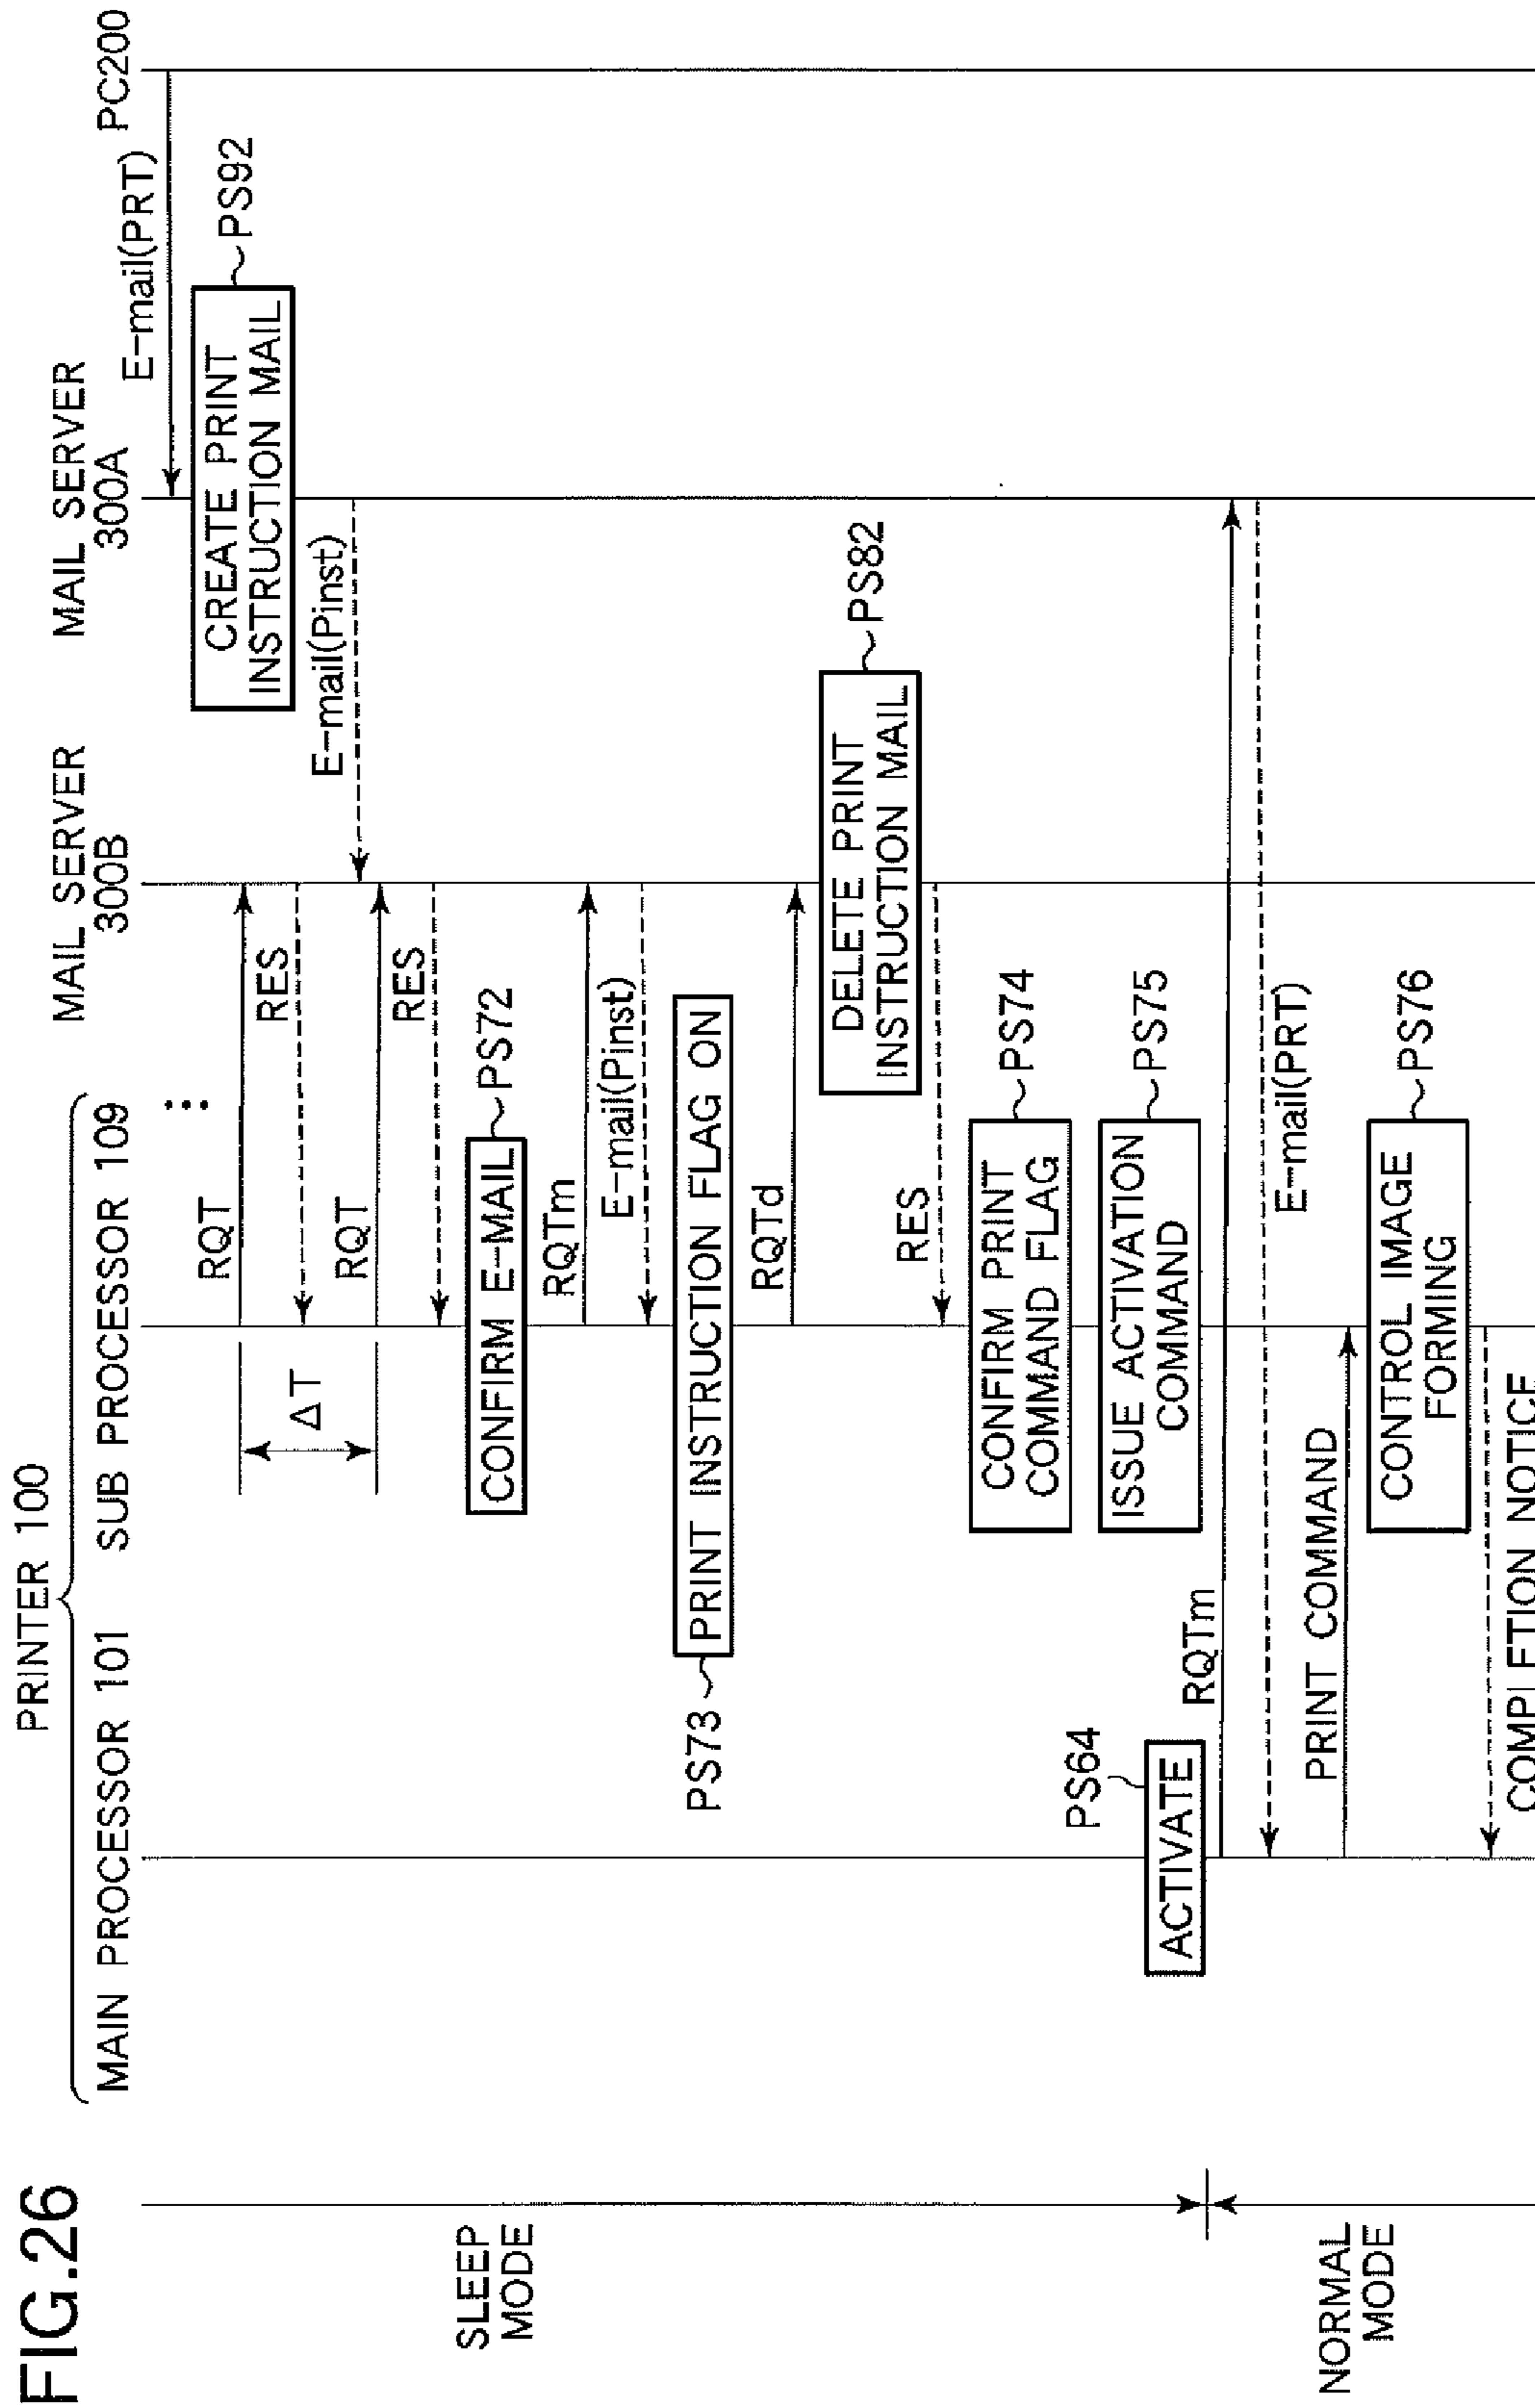 FIG.26
PRINTER 100
MAIN PROCESSOR 101
SUB PROCESSOR 109
MAIL SERVER
300B
MAIL SERVER
300A
PC200
E-mail(PRT)
CREATE PRINT
INSTRUCTION MAIL
PS92
RQT
RES
E-mail(Pinst)
ΔT
RQT
RES
SLEEP
MODE
CONFIRM E-MAIL
PS72
RQTm
E-mail(Pinst)
PS73
PRINT INSTRUCTION FLAG ON
RQTd
DELETE PRINT
INSTRUCTION MAIL
PS82
RES
CONFIRM PRINT
COMMAND FLAG
PS74
ISSUE ACTIVATION
COMMAND
PS75
PS64
ACTIVATE
RQTm
E-mail(PRT)
NORMAL
MODE
PRINT COMMAND
CONTROL IMAGE
FORMING
PS76
COMPLETION NOTICE